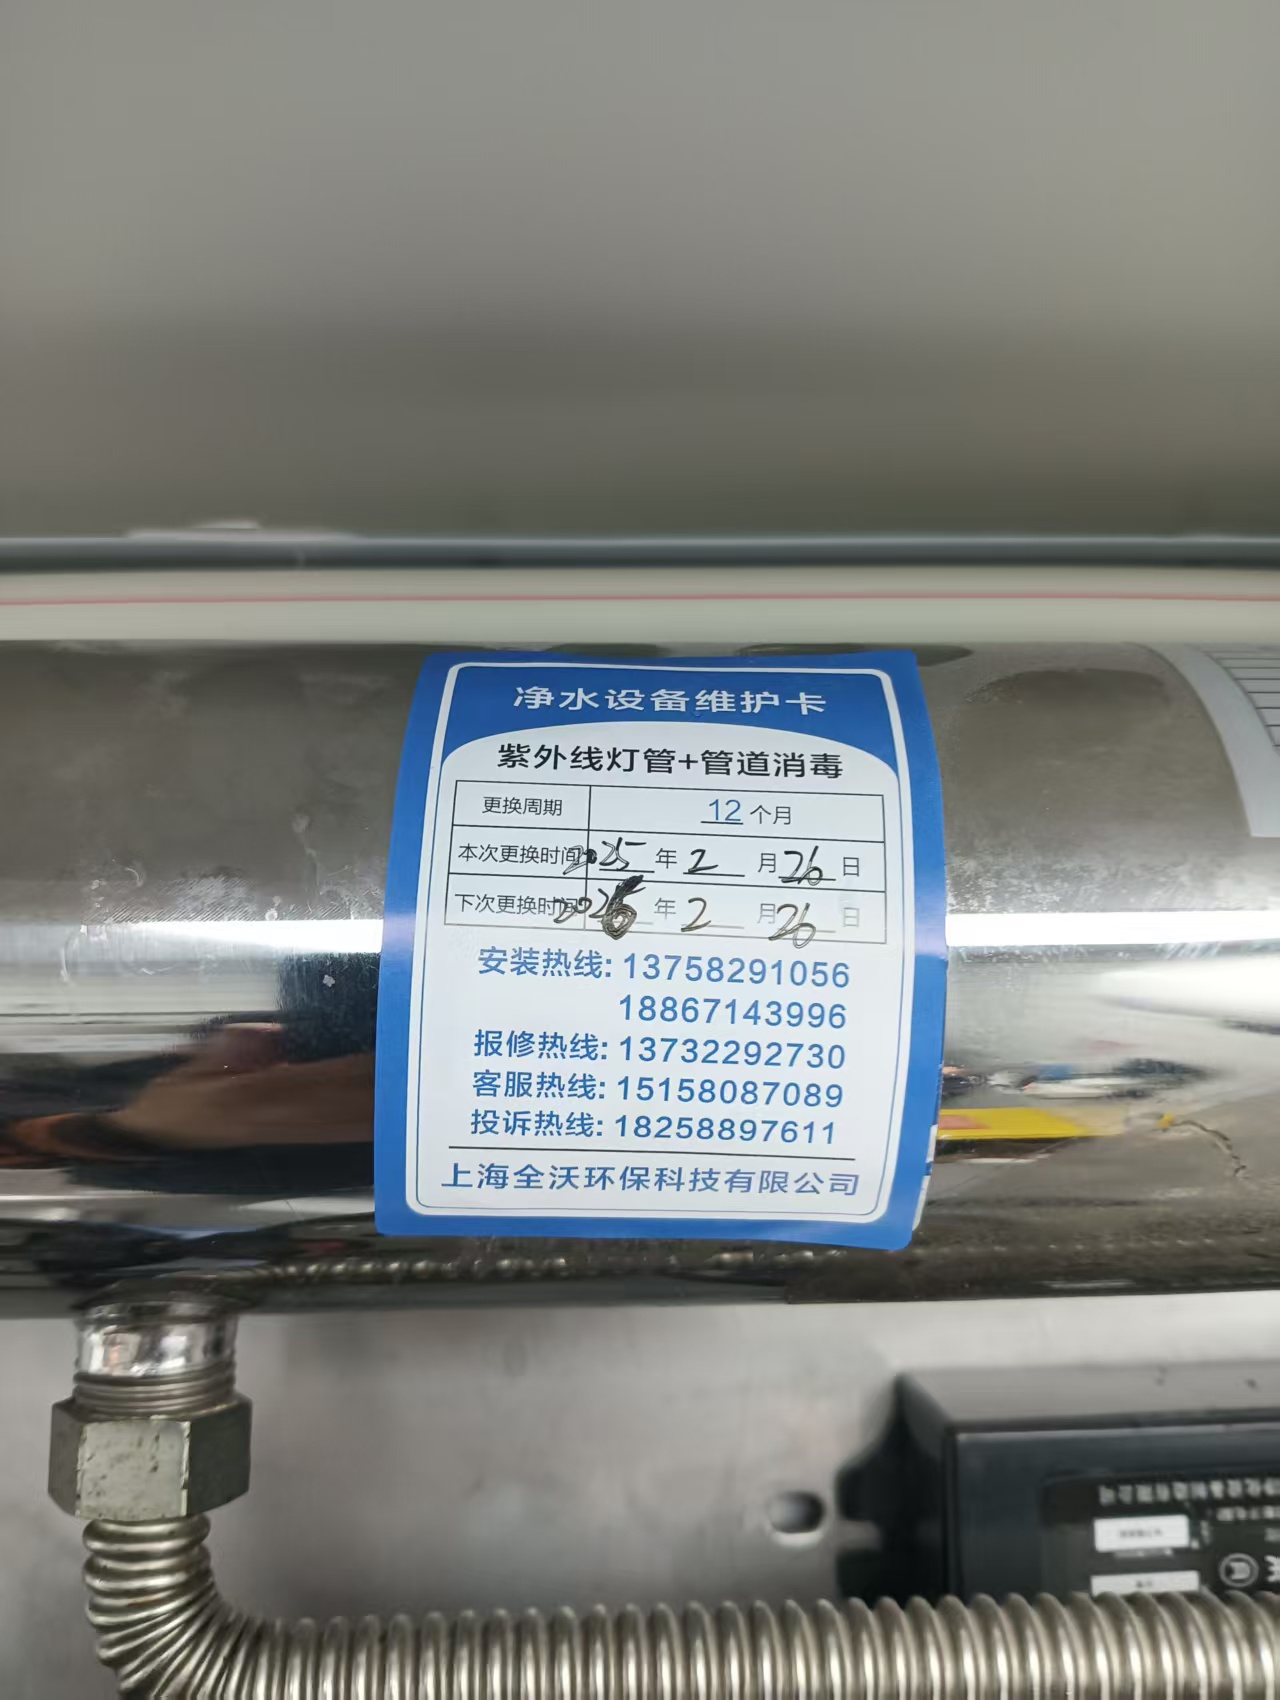 净水设备维护卡
紫外线灯管+管道消毒
更换周期 12 个月
本次更换时间 2025 年 2 月 26 日
下次更换时间 2026 年 2 月 26 日
安装热线: 13758291056
18867143996
报修热线: 13732292730
客服热线: 15158087089
投诉热线: 18258897611
上海全沃环保科技有限公司